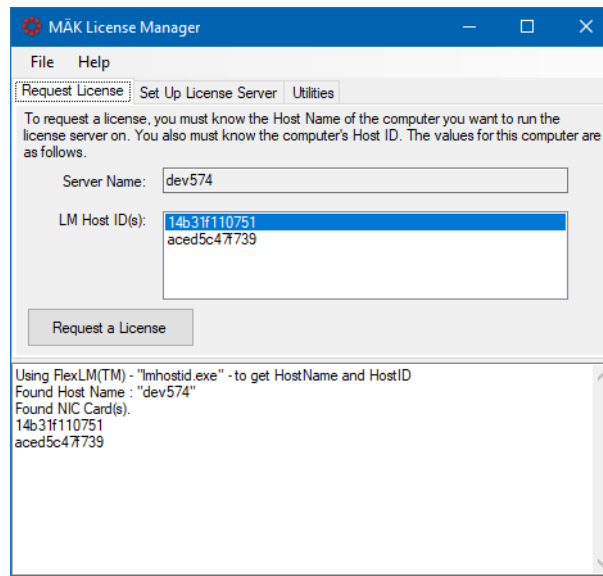 MÄK License Manager
File Help
Request License Set Up License Server Utilities
To request a license, you must know the Host Name of the computer you want to run the
license server on. You also must know the computer's Host ID. The values for this computer are
as follows.
Server Name: dev574
LM Host ID(s): 14b31f110751
aced5c47f739
Request a License
Using FlexLM(TM) - "lmhostid.exe" - to get HostName and HostID
Found Host Name : "dev574"
Found NIC Card(s).
14b31f110751
aced5c47f739